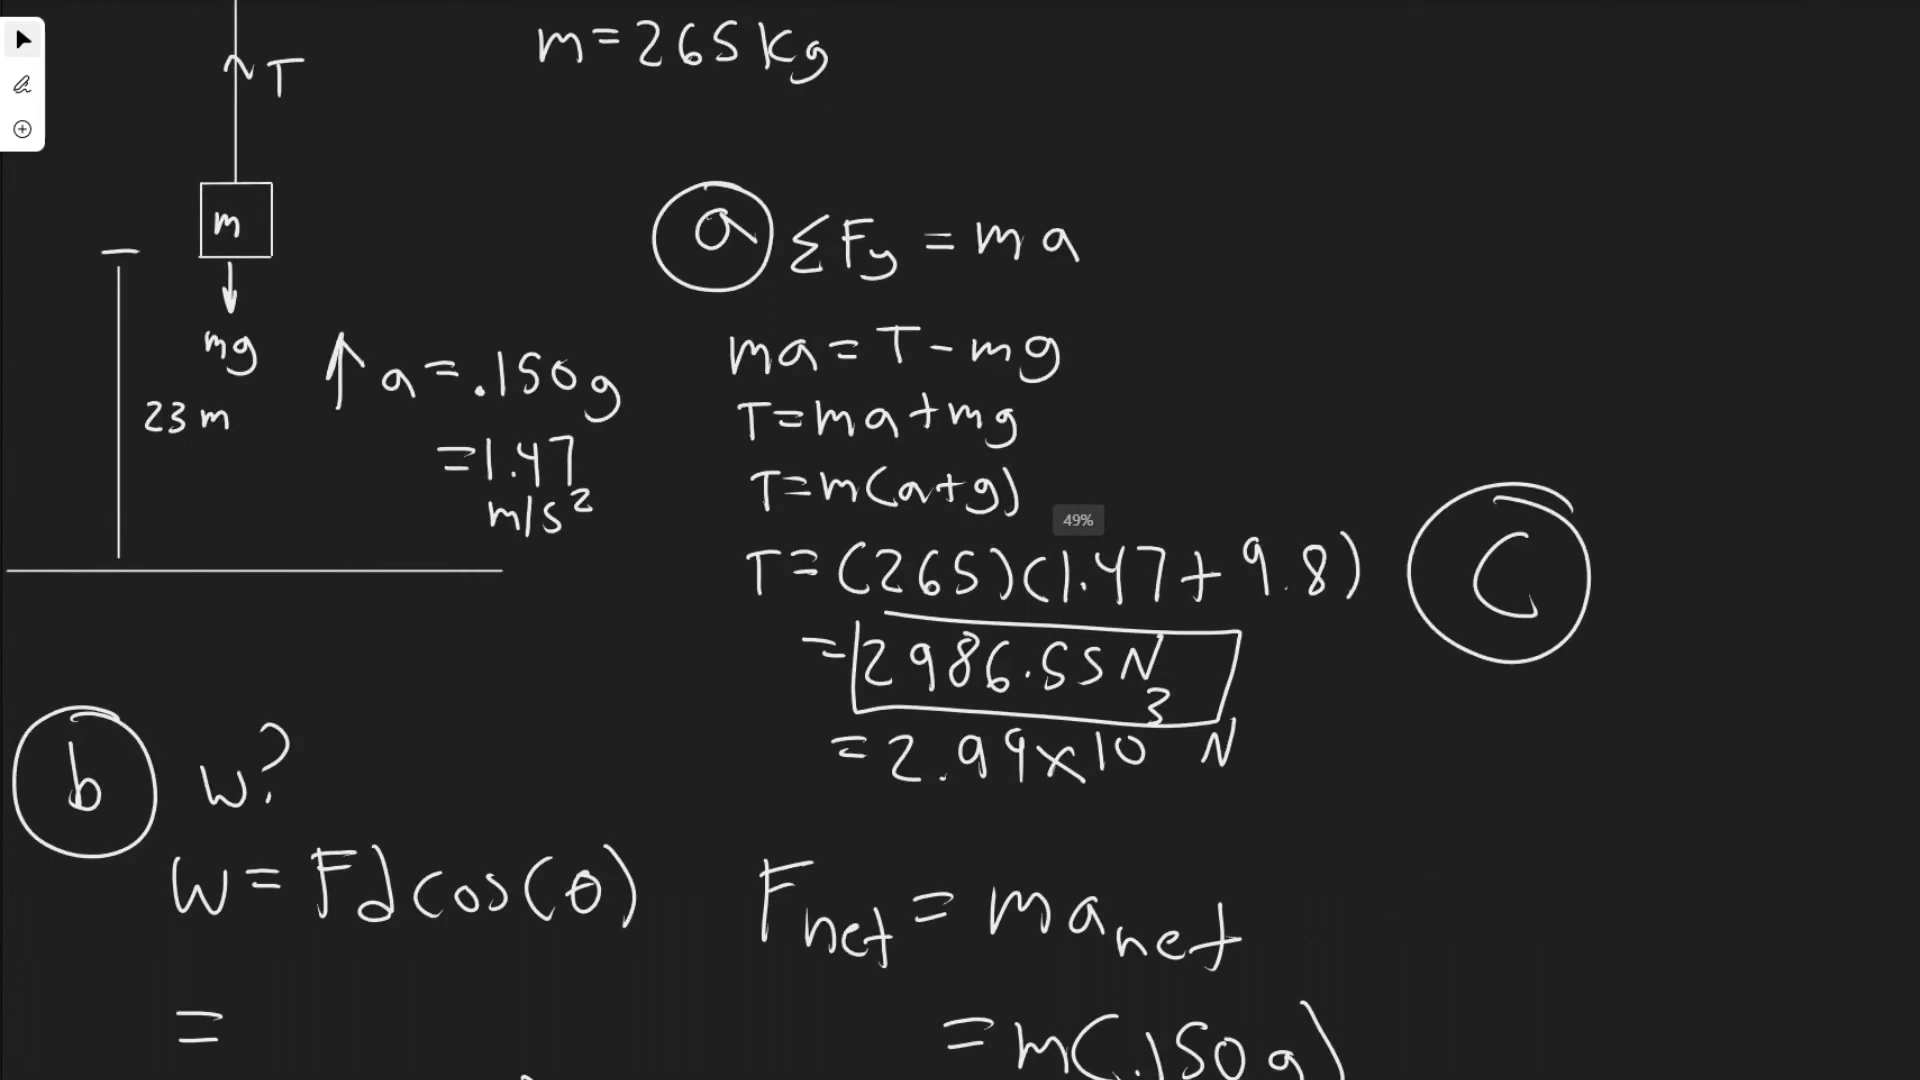 m=265 kg
T
m
mg
23 m
a=.150g
=1.47
m/s²
a ΣFy = ma
ma=T-mg
T=ma+mg
T=m(a+g)
49%
T=(265)(1.47+9.8)
=2986.55N
=2.99x10³ N
C
b w?
W=Fdcos(θ)
=
Fnet=manet
=m(.150g)